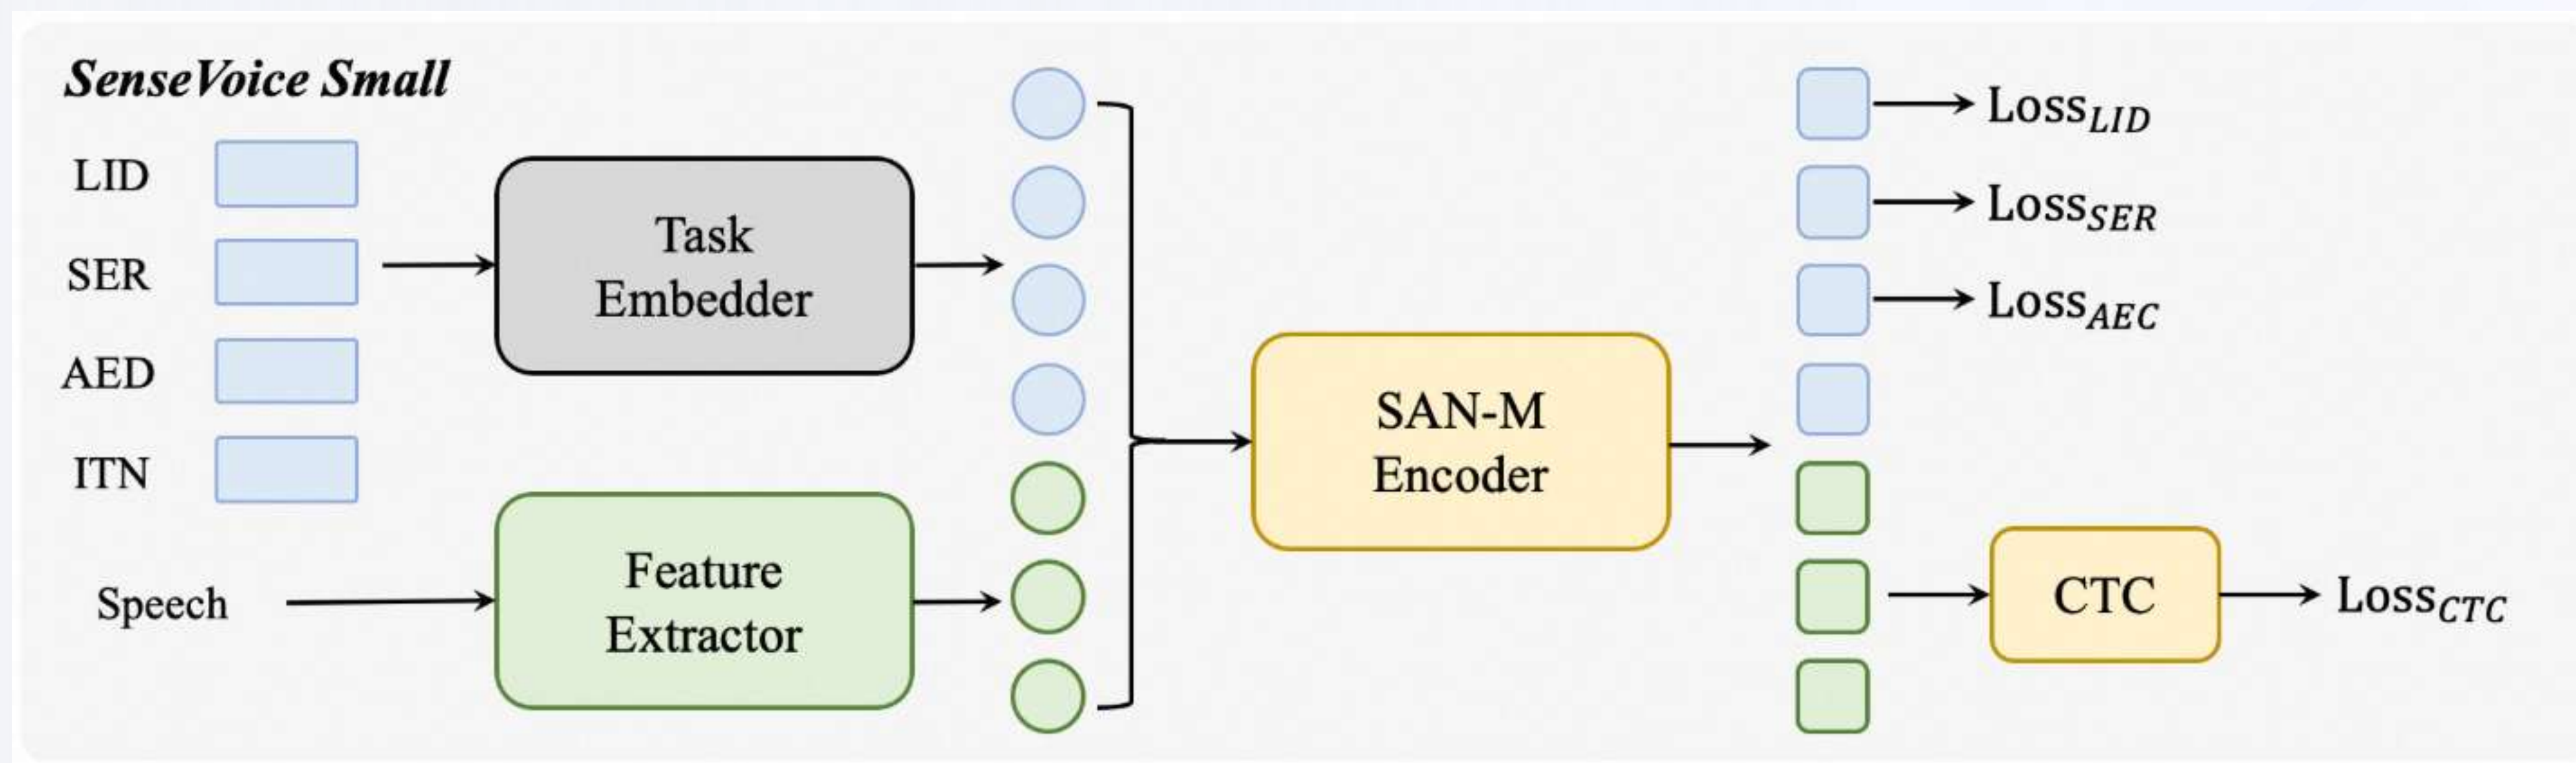 SenseVoice Small
LID
SER
AED
ITN
Speech
Task
Embedder
Feature
Extractor
SAN-M
Encoder
Loss_LID
Loss_SER
Loss_AEC
CTC
Loss_CTC